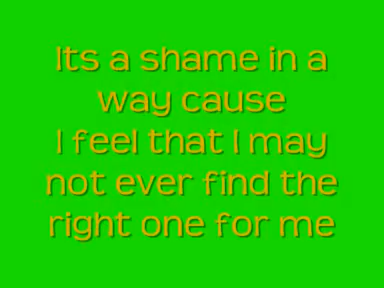 Its a shame in a
way cause
I feel that I may
not ever find the
right one for me